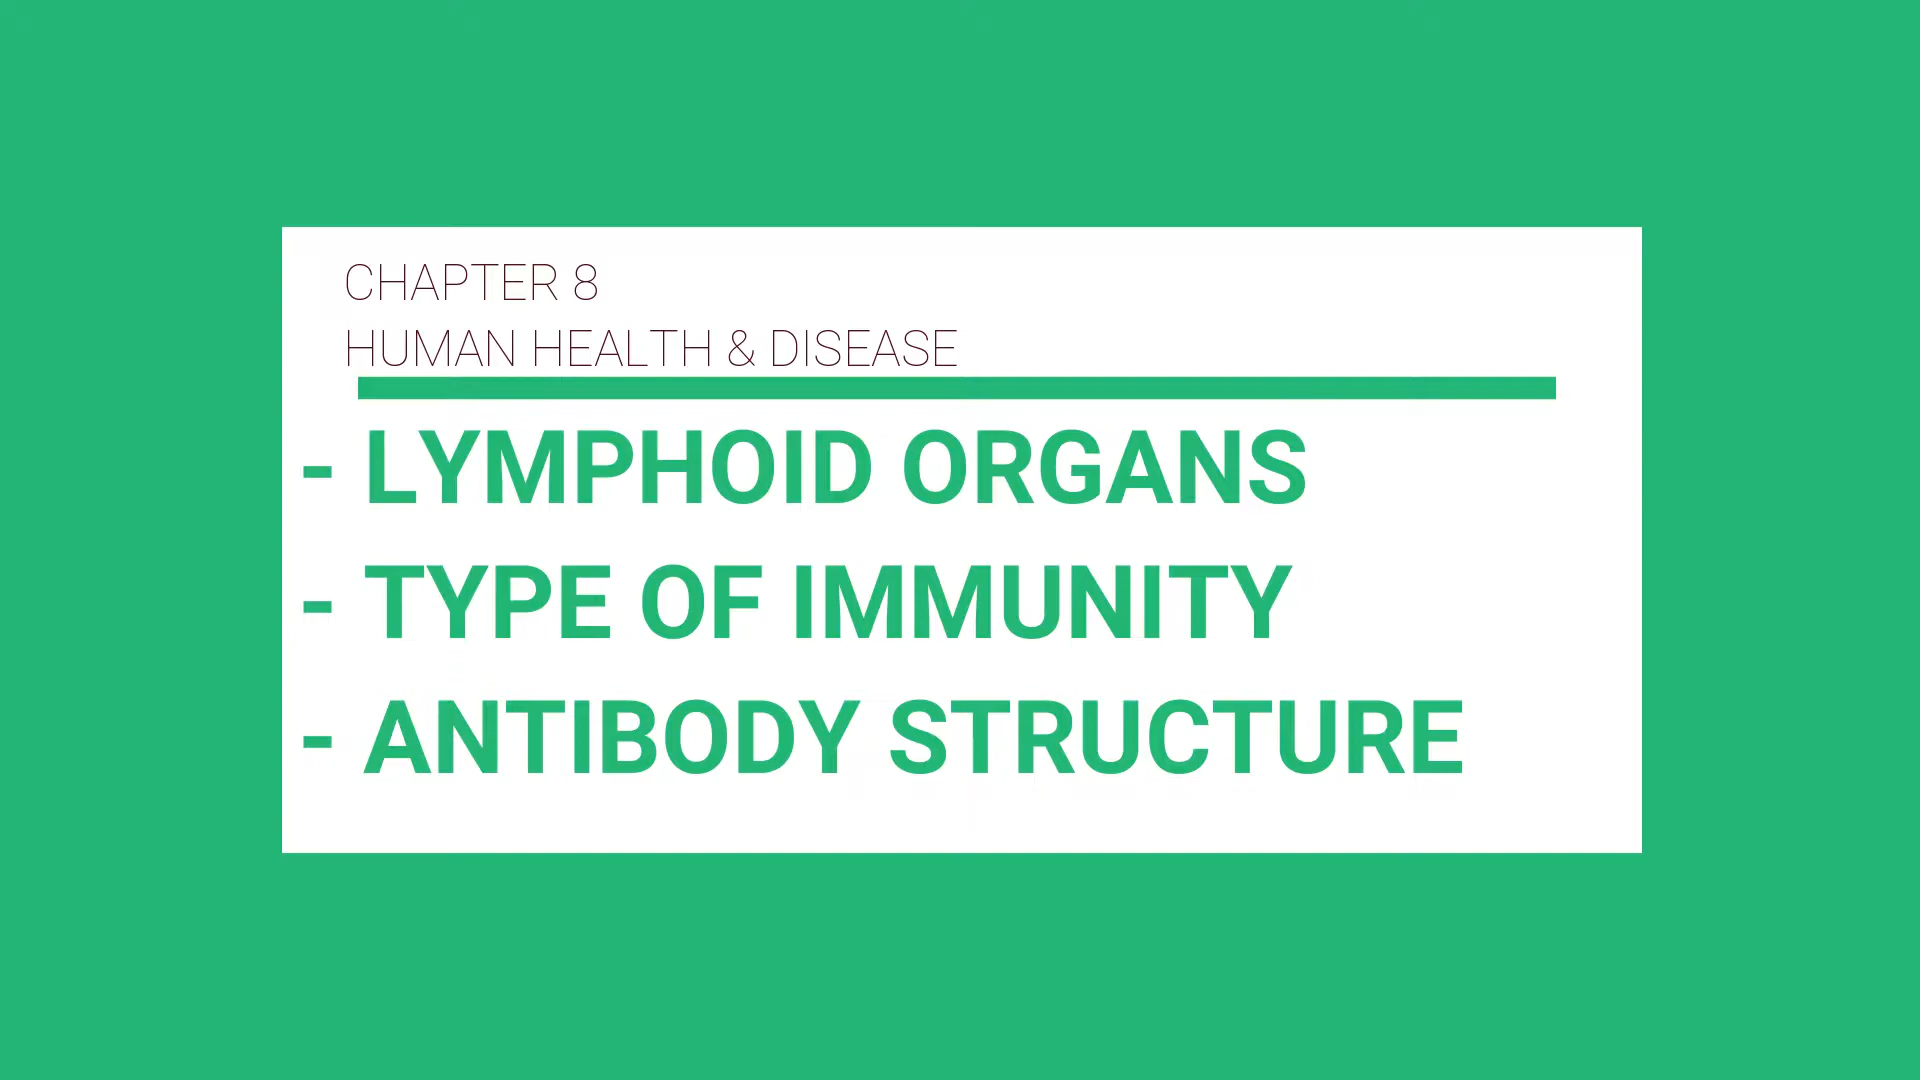 CHAPTER 8
HUMAN HEALTH & DISEASE
- LYMPHOID ORGANS
- TYPE OF IMMUNITY
- ANTIBODY STRUCTURE